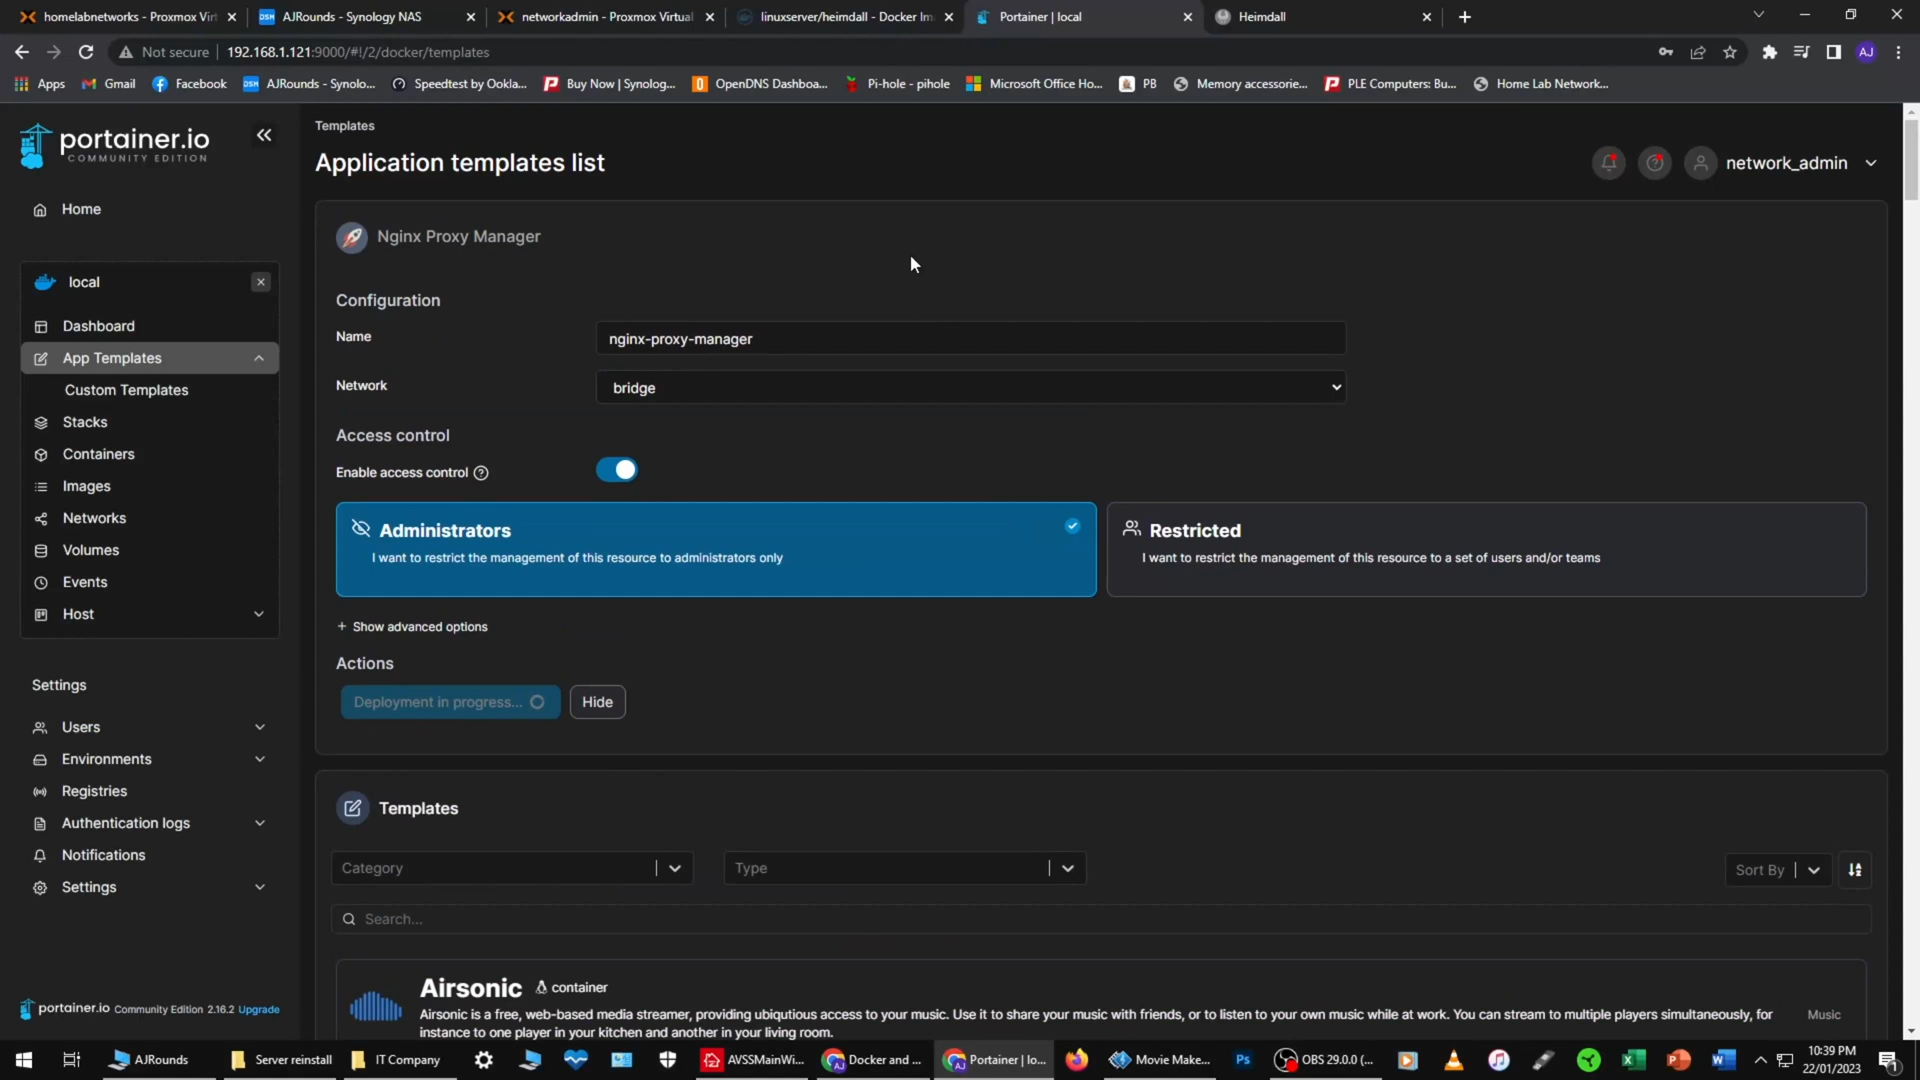 homelabnetworks - Proxmox Virt
AJRounds - Synology NAS
networkadmin - Proxmox Virtual
linuxserver/heimdall - Docker Im
Portainer | local
Heimdall
Not secure
192.168.1.121:9000/#!/2/docker/templates
AJ
Apps
Gmail
Facebook
AJRounds - Synolo...
Speedtest by Ookla...
Buy Now | Synolog...
OpenDNS Dashboa...
Pi-hole - pihole
Microsoft Office Ho...
PB
Memory accessorie...
PLE Computers: Bu...
Home Lab Network...
portainer.io
COMMUNITY EDITION
Home
local
Dashboard
App Templates
Custom Templates
Stacks
Containers
Images
Networks
Volumes
Events
Host
Settings
Users
Environments
Registries
Authentication logs
Notifications
Settings
portainer.io Community Edition 2.16.2 Upgrade
Templates
Application templates list
network_admin
Nginx Proxy Manager
Configuration
Name
nginx-proxy-manager
Network
bridge
Access control
Enable access control
Administrators
I want to restrict the management of this resource to administrators only
Restricted
I want to restrict the management of this resource to a set of users and/or teams
+ Show advanced options
Actions
Deployment in progress...
Hide
Templates
Category
Type
Sort By
Search...
Airsonic
container
Airsonic is a free, web-based media streamer, providing ubiqutious access to your music. Use it to share your music with friends, or to listen to your own music while at work. You can stream to multiple players simultaneously, for
instance to one player in your kitchen and another in your living room.
Music
AJRounds
Server reinstall
IT Company
AVSSMainWi...
Docker and ...
Portainer | lo...
Movie Make...
Ps
OBS 29.0.0 (...
10:39 PM
22/01/2023
1